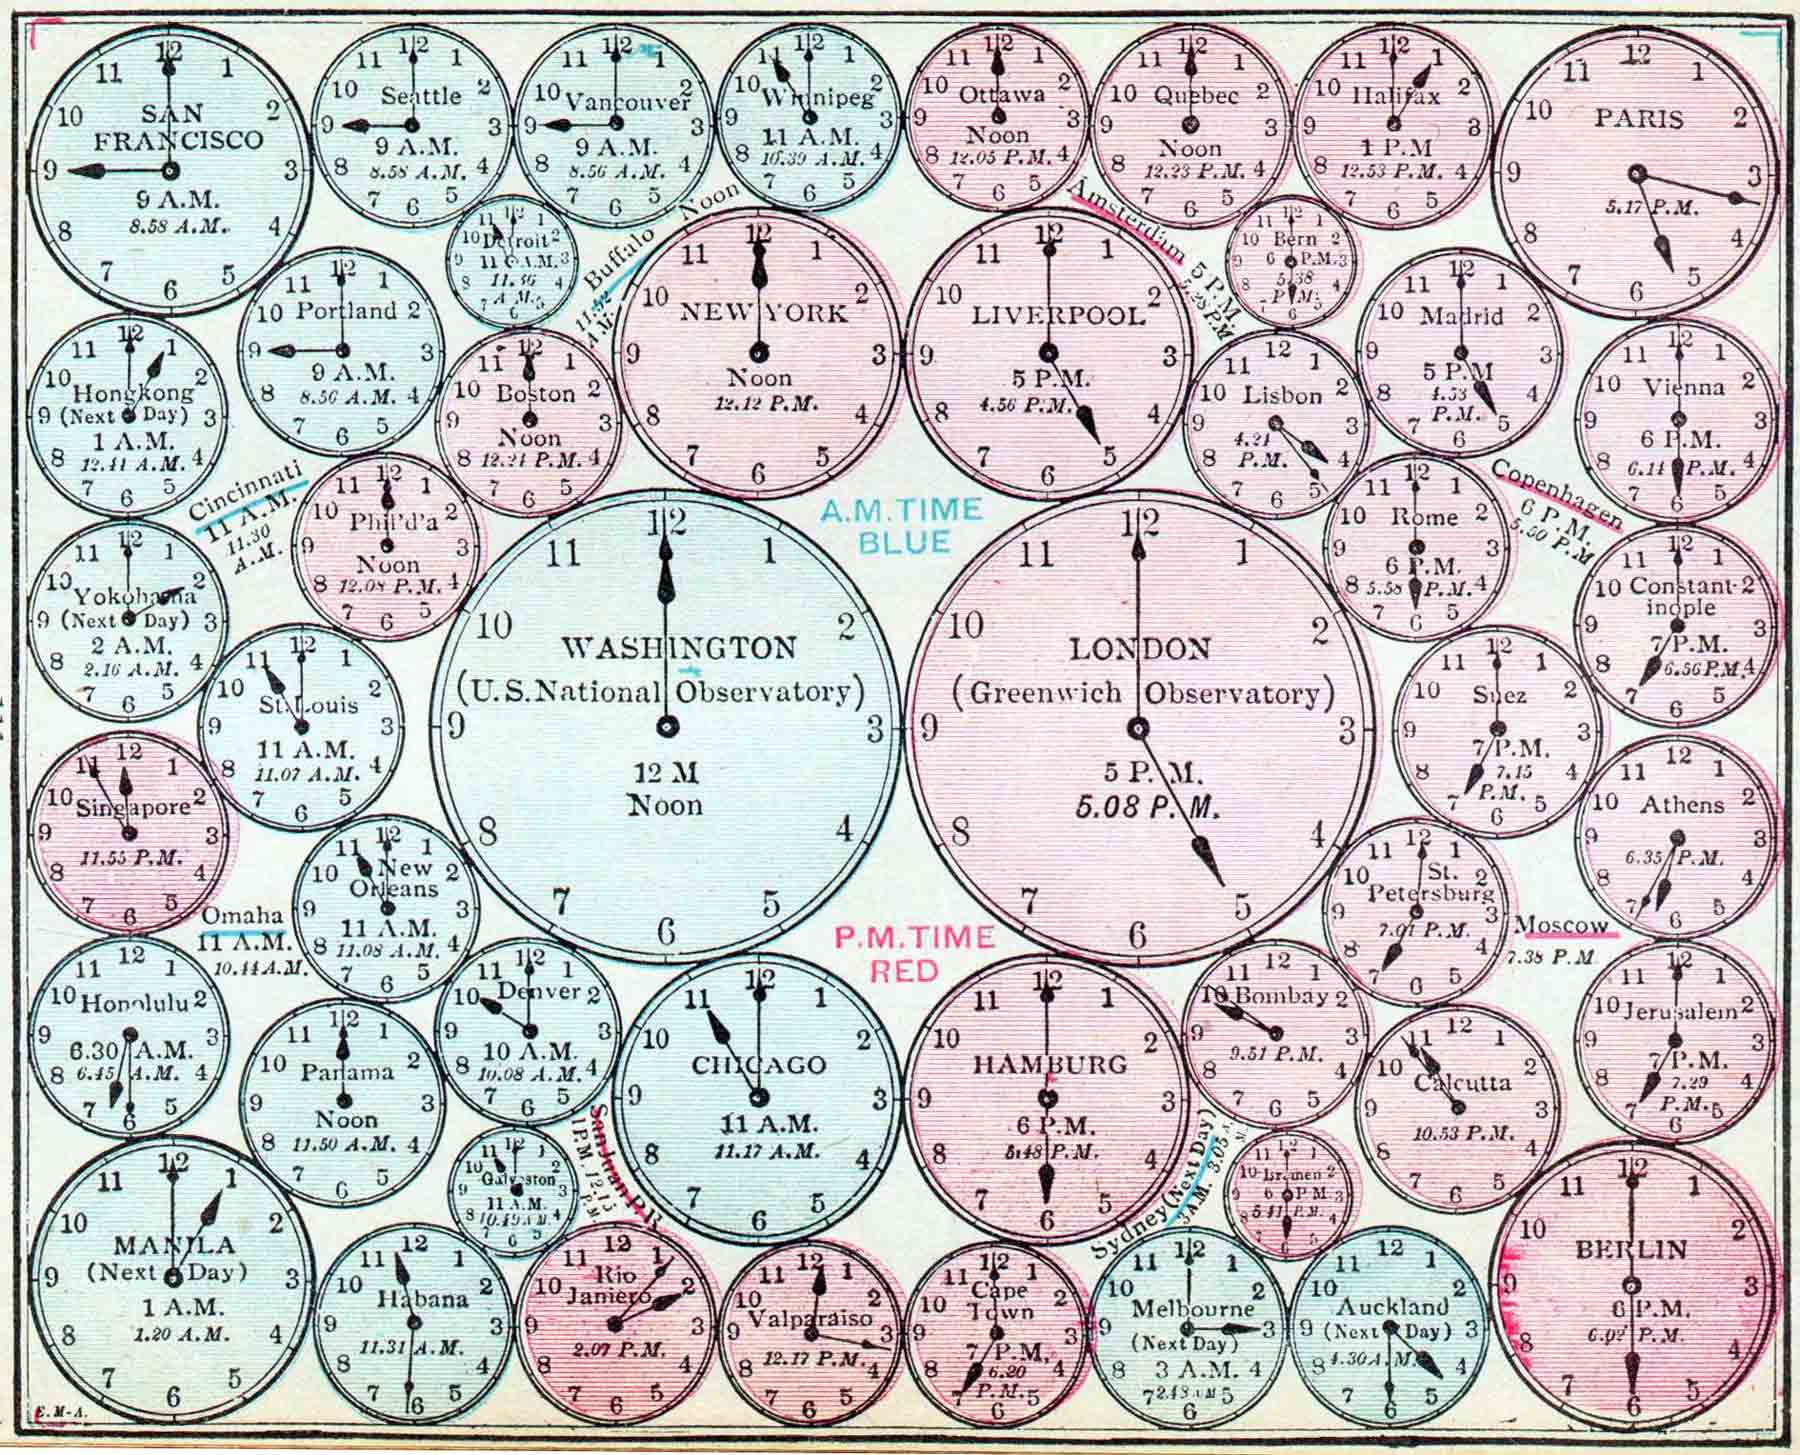 SAN
FRANCISCO
9 A.M.
8.58 A.M.
Seattle
9 A.M.
8.58 A.M.
Vancouver
9 A.M.
8.56 A.M.
Winnipeg
11 A.M.
10.39 A.M.
Ottawa
Noon
12.05 P.M.
Quebec
Noon
12.23 P.M.
Halifax
1 P.M
12.53 P.M.
PARIS
5.17 P.M.
Detroit
11 A.M.
11.36
A.M.
Buffalo Noon
11.52
A.M.
Amsterdam 5 P.M.
5.28 P.M.
Bern
6 P.M.
5.38
P.M.
Portland
9 A.M.
8.56 A.M.
NEW YORK
Noon
12.12 P.M.
LIVERPOOL
5 P.M.
4.56 P.M.
Madrid
5 P.M
4.53
P.M.
Hongkong
(Next Day)
1 A.M.
12.44 A.M.
Boston
Noon
12.24 P.M.
Lisbon
4.31
P.M.
Vienna
6 P.M.
6.14 P.M.
Cincinnati
11 A.M.
11.30
A.M.
Phil'd'a
Noon
12.08 P.M.
A.M. TIME
BLUE
Rome
6 P.M.
5.58 P.M.
Copenhagen
6 P.M.
5.50 P.M
Yokohama
(Next Day)
2 A.M.
2.16 A.M.
WASHINGTON
(U.S. National Observatory)
12 M
Noon
LONDON
(Greenwich Observatory)
5 P.M.
5.08 P.M.
Constant-
inople
7 P.M.
6.56 P.M.
St. Louis
11 A.M.
11.07 A.M.
Suez
7 P.M.
7.15
P.M.
Singapore
11.55 P.M.
Athens
6.35 P.M.
New
Orleans
11 A.M.
11.08 A.M.
St.
Petersburg
7.01 P.M.
Omaha
11 A.M.
10.44 A.M.
P.M. TIME
RED
Moscow
7.38 P.M
Honolulu
6.30 A.M.
6.45 A.M.
Panama
Noon
11.50 A.M.
Denver
10 A.M.
10.08 A.M.
CHICAGO
11 A.M.
11.17 A.M.
HAMBURG
6 P.M.
5.48 P.M.
Bombay
9.51 P.M.
Calcutta
10.53 P.M.
Jerusalem
7 P.M.
7.29
P.M.
Galveston
11 A.M.
10.49 A.M.
San Juan P.R.
1 P.M. 12.45
P.M.
Sydney (Next Day)
3 A.M. 3.05 A.M.
Bremen
6 P.M.
5.41 P.M.
MANILA
(Next Day)
1 A.M.
1.20 A.M.
Habana
11.31 A.M.
Rio
Janiero
2.07 P.M.
Valparaiso
12.17 P.M.
Cape
Town
7 P.M.
6.20
P.M.
Melbourne
(Next Day)
3 A.M.
2.48 A M
Auckland
(Next Day)
4.30 A.M.
BERLIN
6 P.M.
6.02 P.M.
E.M-A.